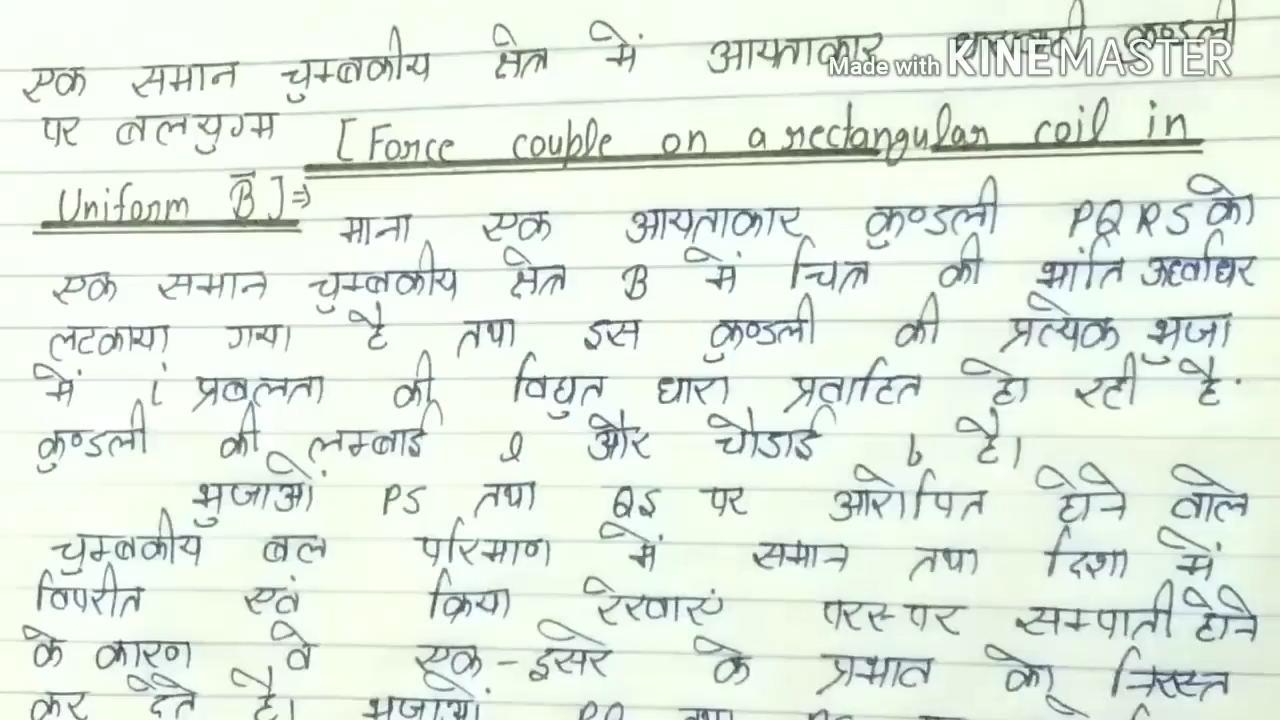 एक समान चुम्बकीय क्षेत्र में आयताकार कुण्डली
Made with KINEMASTER
पर बलयुग्म [Force couple on a rectangular coil in
Uniform B] ⇒
माना एक आयताकार कुण्डली PQRS को
एक समान चुम्बकीय क्षेत्र B में चित्र की भांति ऊर्ध्वाधर
लटकाया गया है तथा इस कुण्डली की प्रत्येक भुजा
में i प्रबलता की विद्युत धारा प्रवाहित हो रही है.
कुण्डली की लम्बाई l और चौडाई b है।
भुजाओं PS तथा QS पर आरोपित होने वाले
चुम्बकीय बल परिमाण में समान तथा दिशा में
विपरीत एवं क्रिया रेखाएं परस्पर सम्पाती होने
के कारण वे एक-दूसरे के प्रभाव को निरस्त
कर देते है। भुजाओं PQ तथा